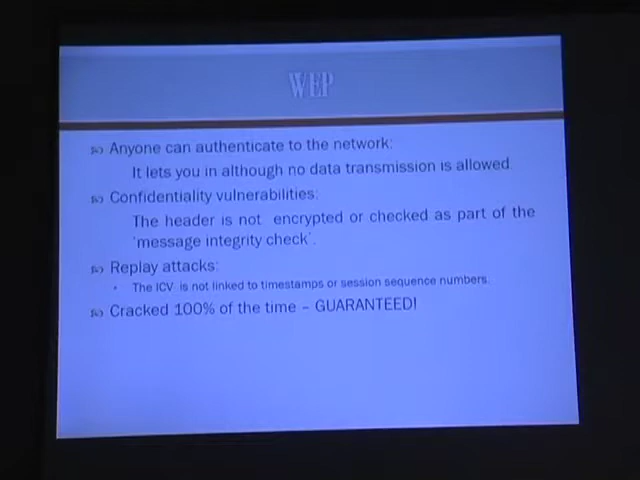 WEP
Anyone can authenticate to the network:
It lets you in although no data transmission is allowed.
Confidentiality vulnerabilities:
The header is not encrypted or checked as part of the
'message integrity check'.
Replay attacks:
• The ICV is not linked to timestamps or session sequence numbers.
Cracked 100% of the time – GUARANTEED!